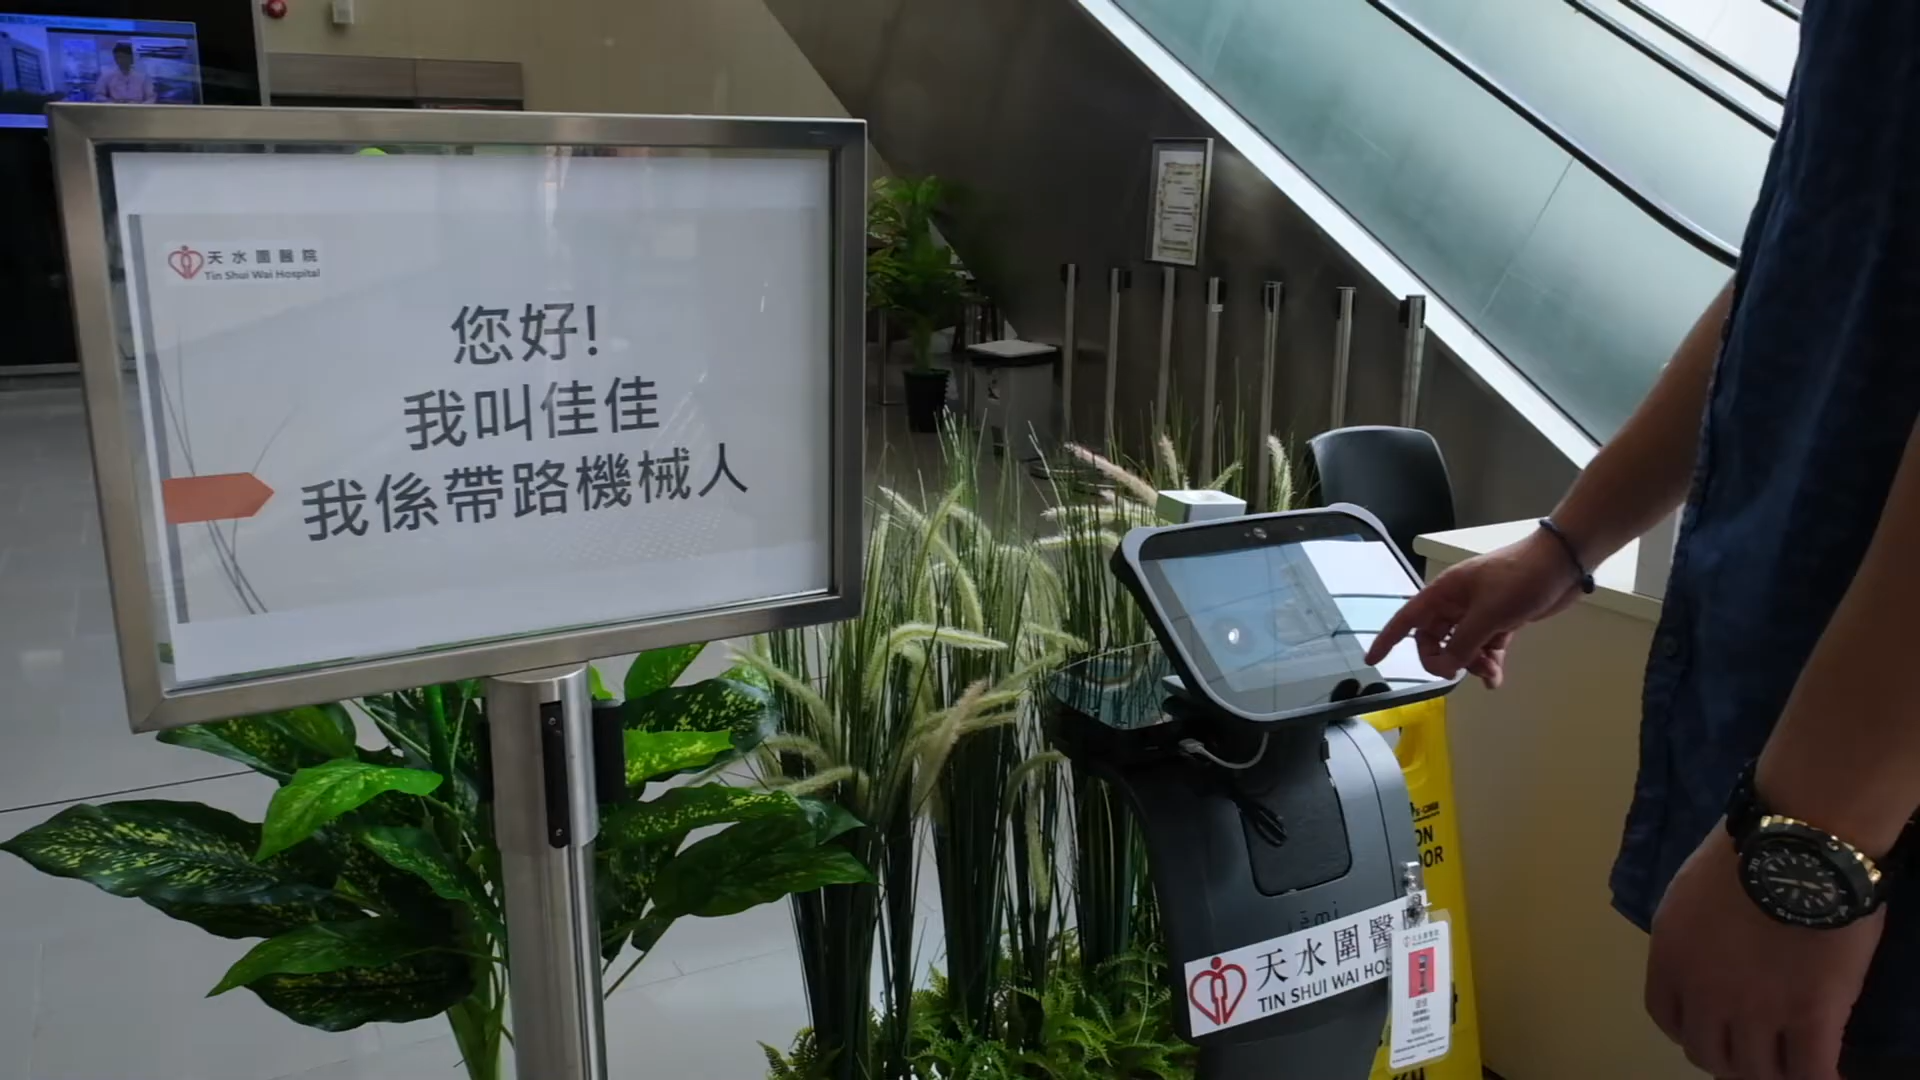 天水圍醫院
Tin Shui Wai Hospital
您好!
我叫佳佳
我係帶路機械人
temi
天水圍醫
TIN SHUI WAI HOS